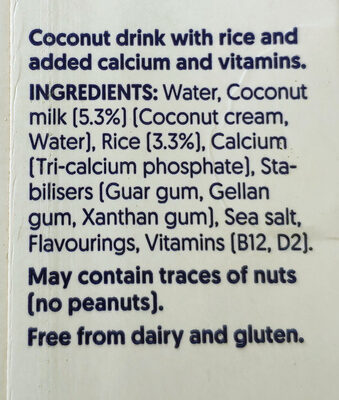 Coconut drink with rice and
added calcium and vitamins.
INGREDIENTS: Water, Coconut
milk (5.3%) (Coconut cream,
Water), Rice (3.3%), Calcium
(Tri-calcium phosphate), Sta-
bilisers (Guar gum, Gellan
gum, Xanthan gum), Sea salt,
Flavourings, Vitamins (B12, D2).
May contain traces of nuts
(no peanuts).
Free from dairy and gluten.